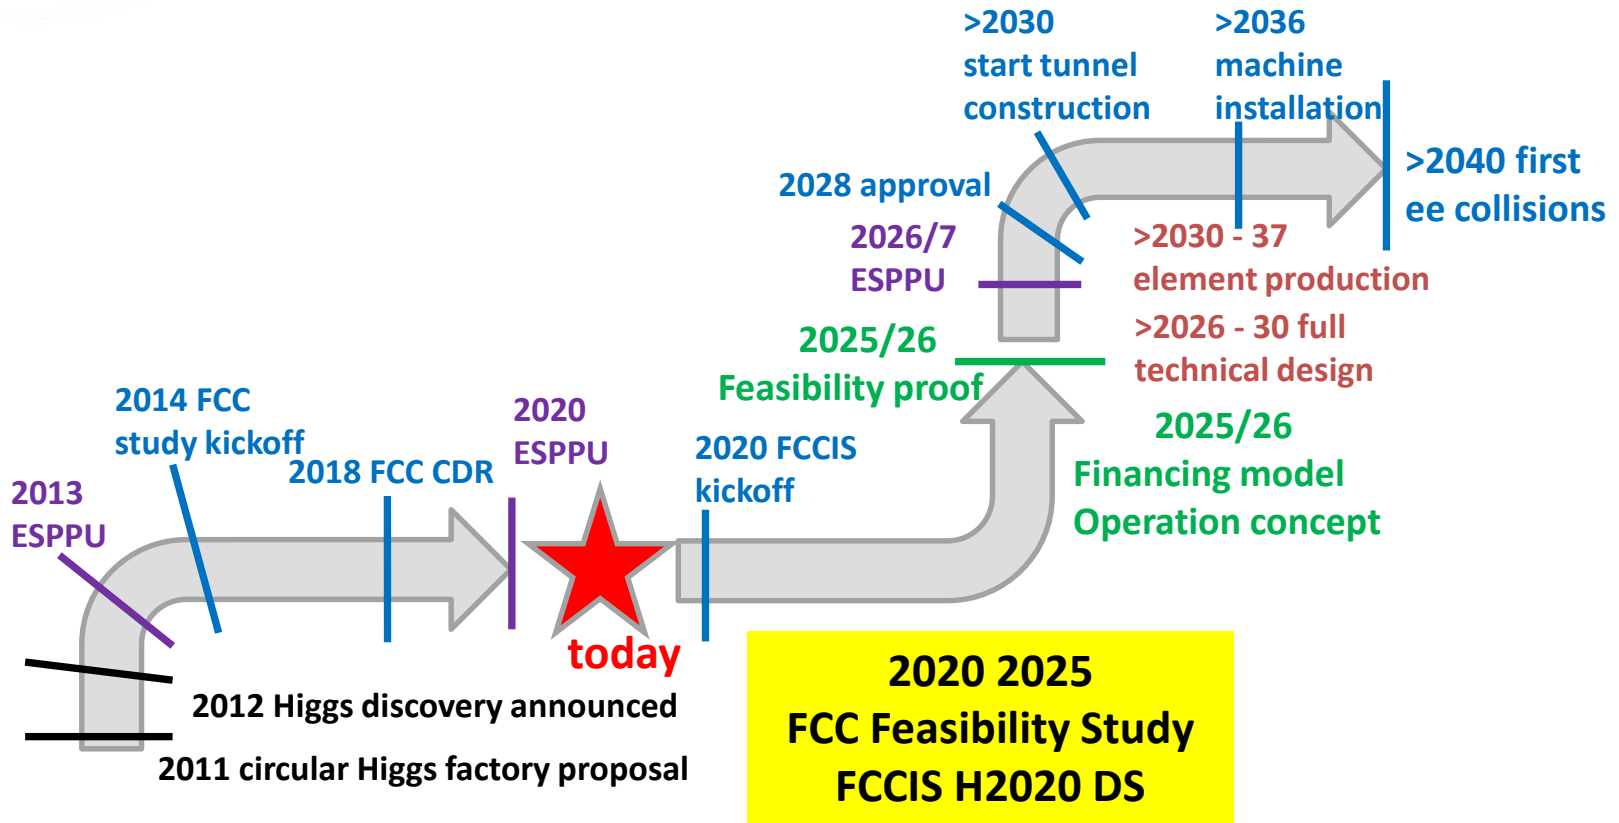 2011 circular Higgs factory proposal
2012 Higgs discovery announced
2013
ESPPU
2014 FCC
study kickoff
2018 FCC CDR
2020
ESPPU
today
2020 FCCIS
kickoff
2020 2025
FCC Feasibility Study
FCCIS H2020 DS
2025/26
Feasibility proof
2025/26
Financing model
Operation concept
2026/7
ESPPU
>2026 - 30 full
technical design
2028 approval
>2030 - 37
element production
>2030
start tunnel
construction
>2036
machine
installation
>2040 first
ee collisions